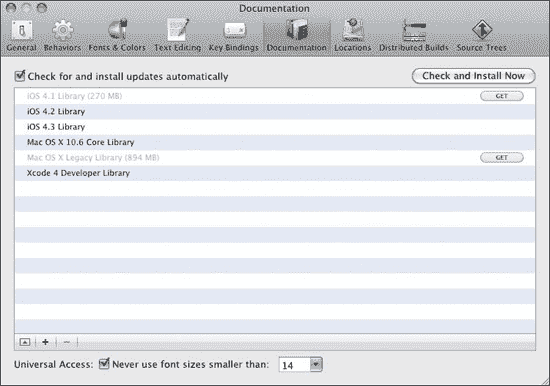 Documentation
General Behaviors Fonts & Colors Text Editing Key Bindings Documentation Locations Distributed Builds Source Trees
Check for and install updates automatically Check and Install Now
iOS 4.1 Library (270 MB) GET
iOS 4.2 Library
iOS 4.3 Library
Mac OS X 10.6 Core Library
Mac OS X Legacy Library (894 MB) GET
Xcode 4 Developer Library
Universal Access: Never use font sizes smaller than: 14